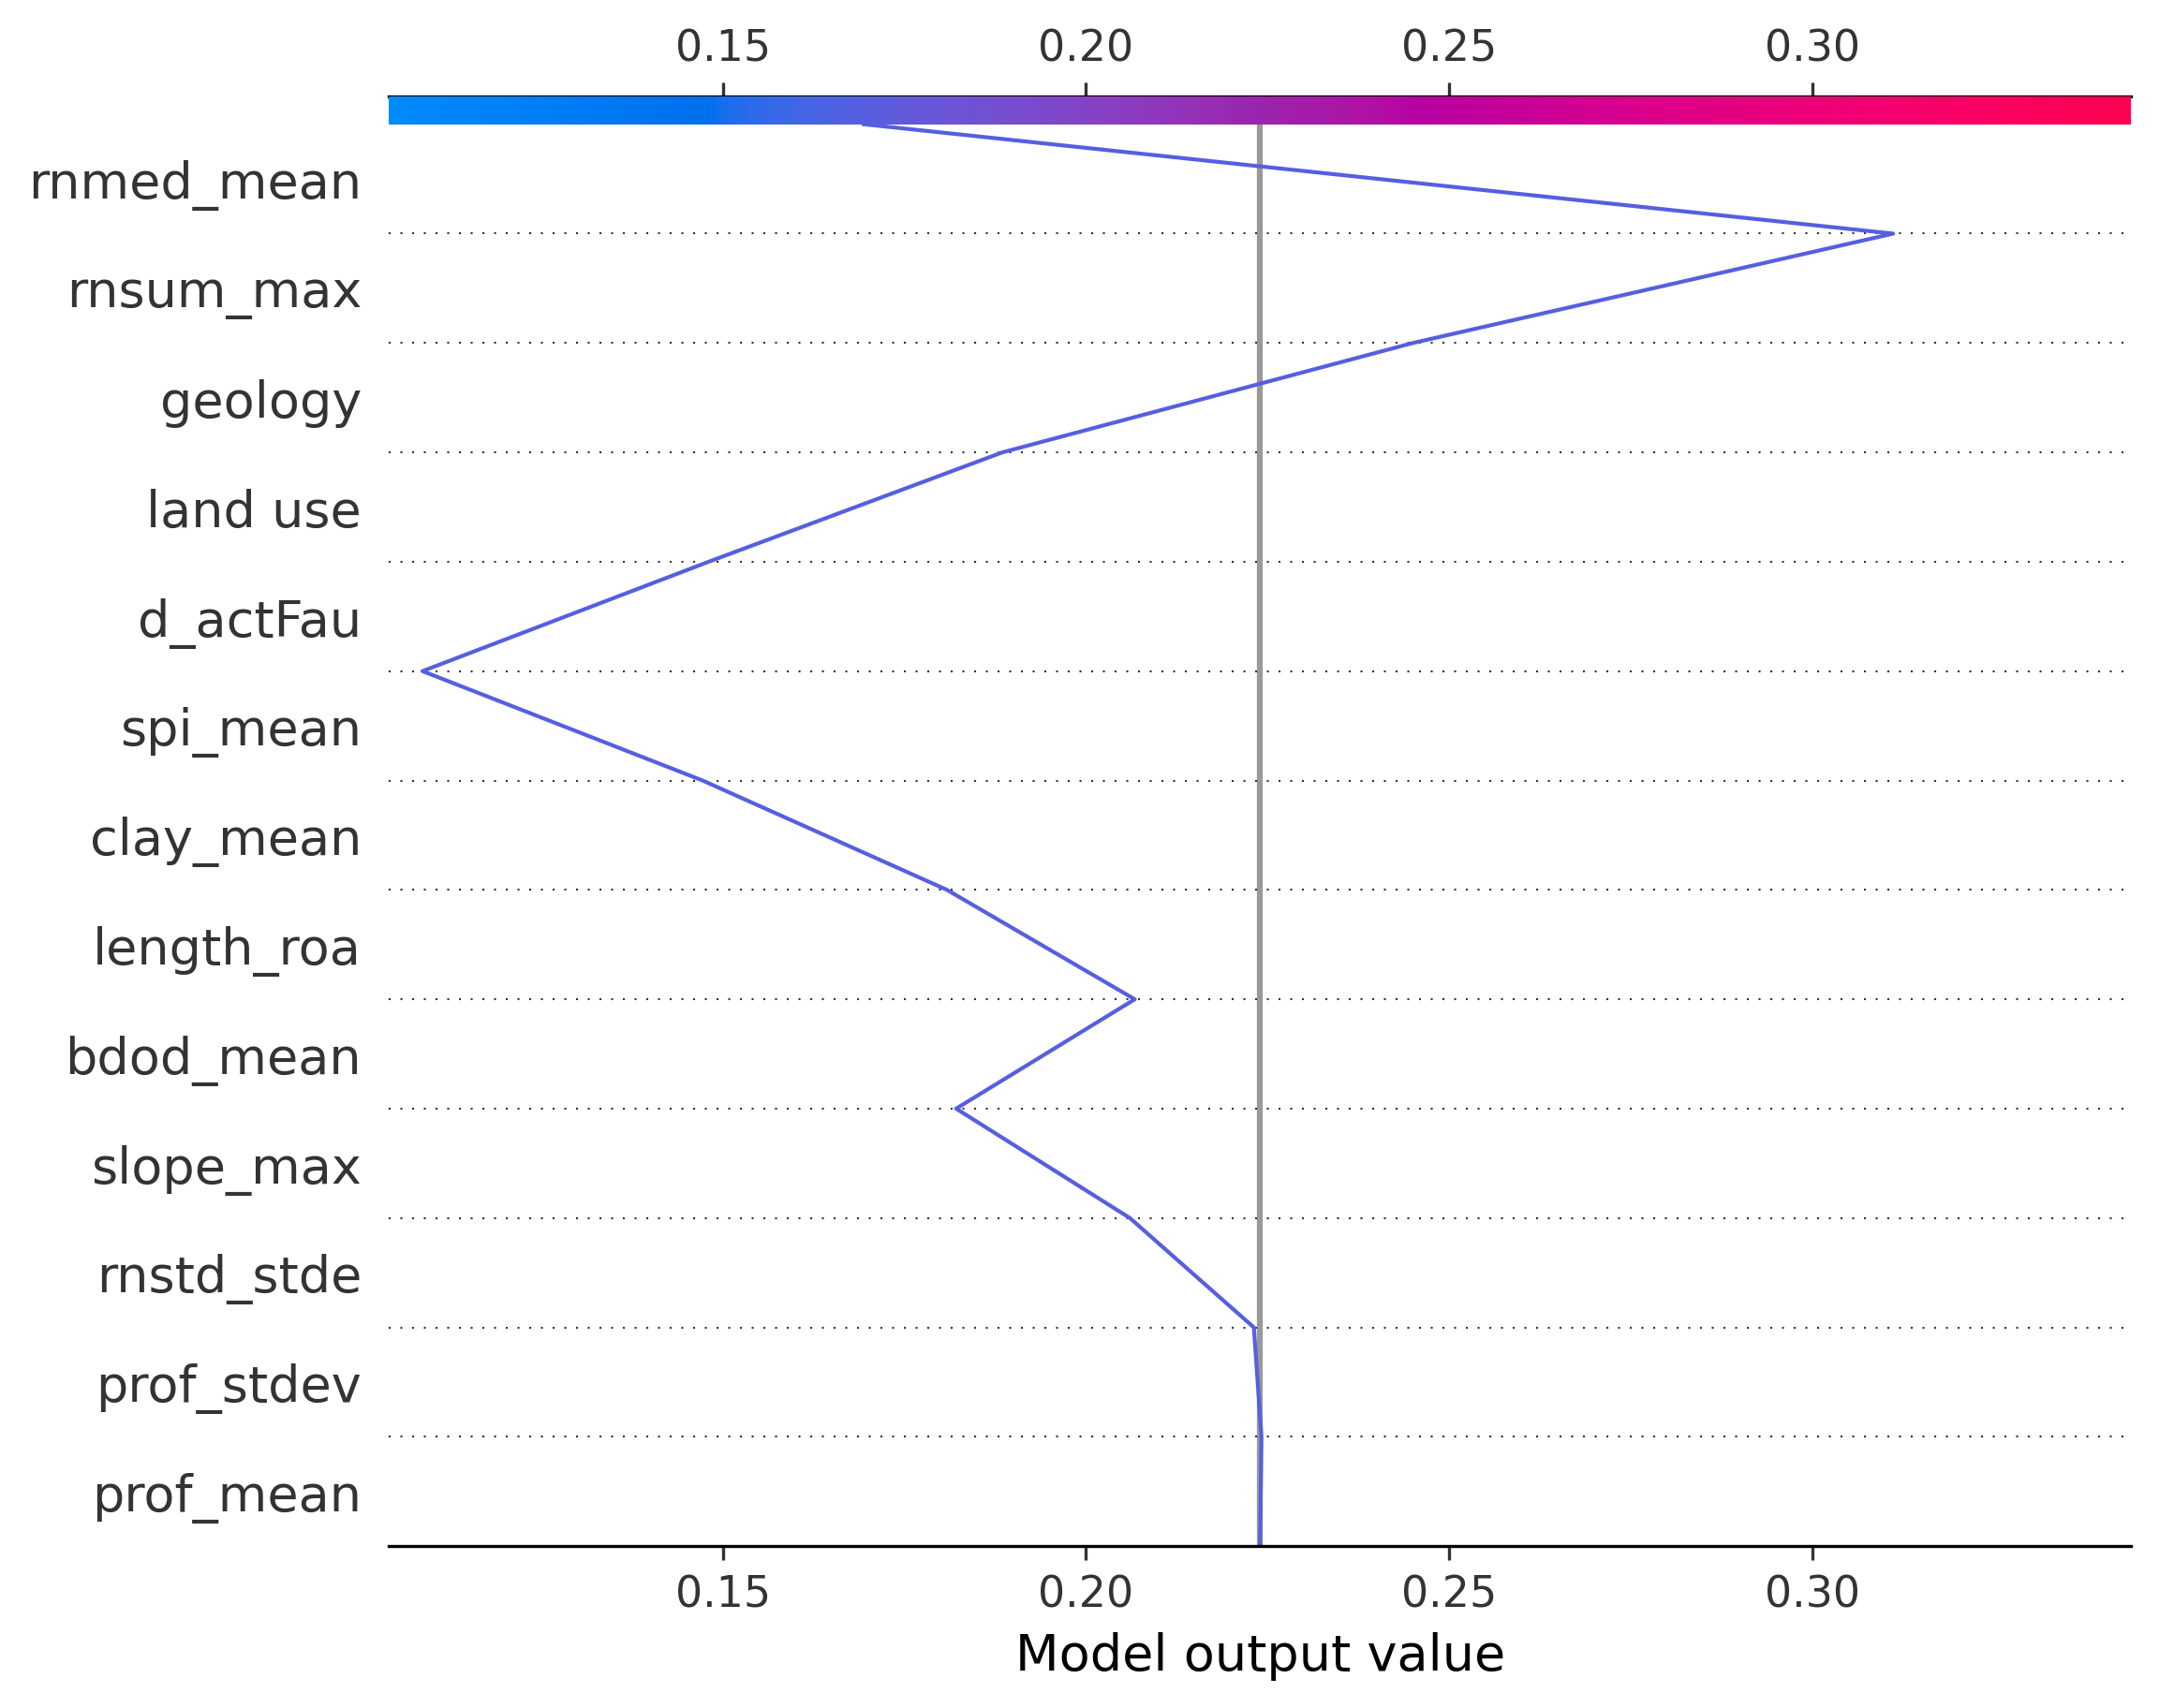 0.15 0.20 0.25 0.30
rnmed_mean
rnsum_max
geology
land use
d_actFau
spi_mean
clay_mean
length_roa
bdod_mean
slope_max
rnstd_stde
prof_stdev
prof_mean
0.15 0.20 0.25 0.30
Model output value